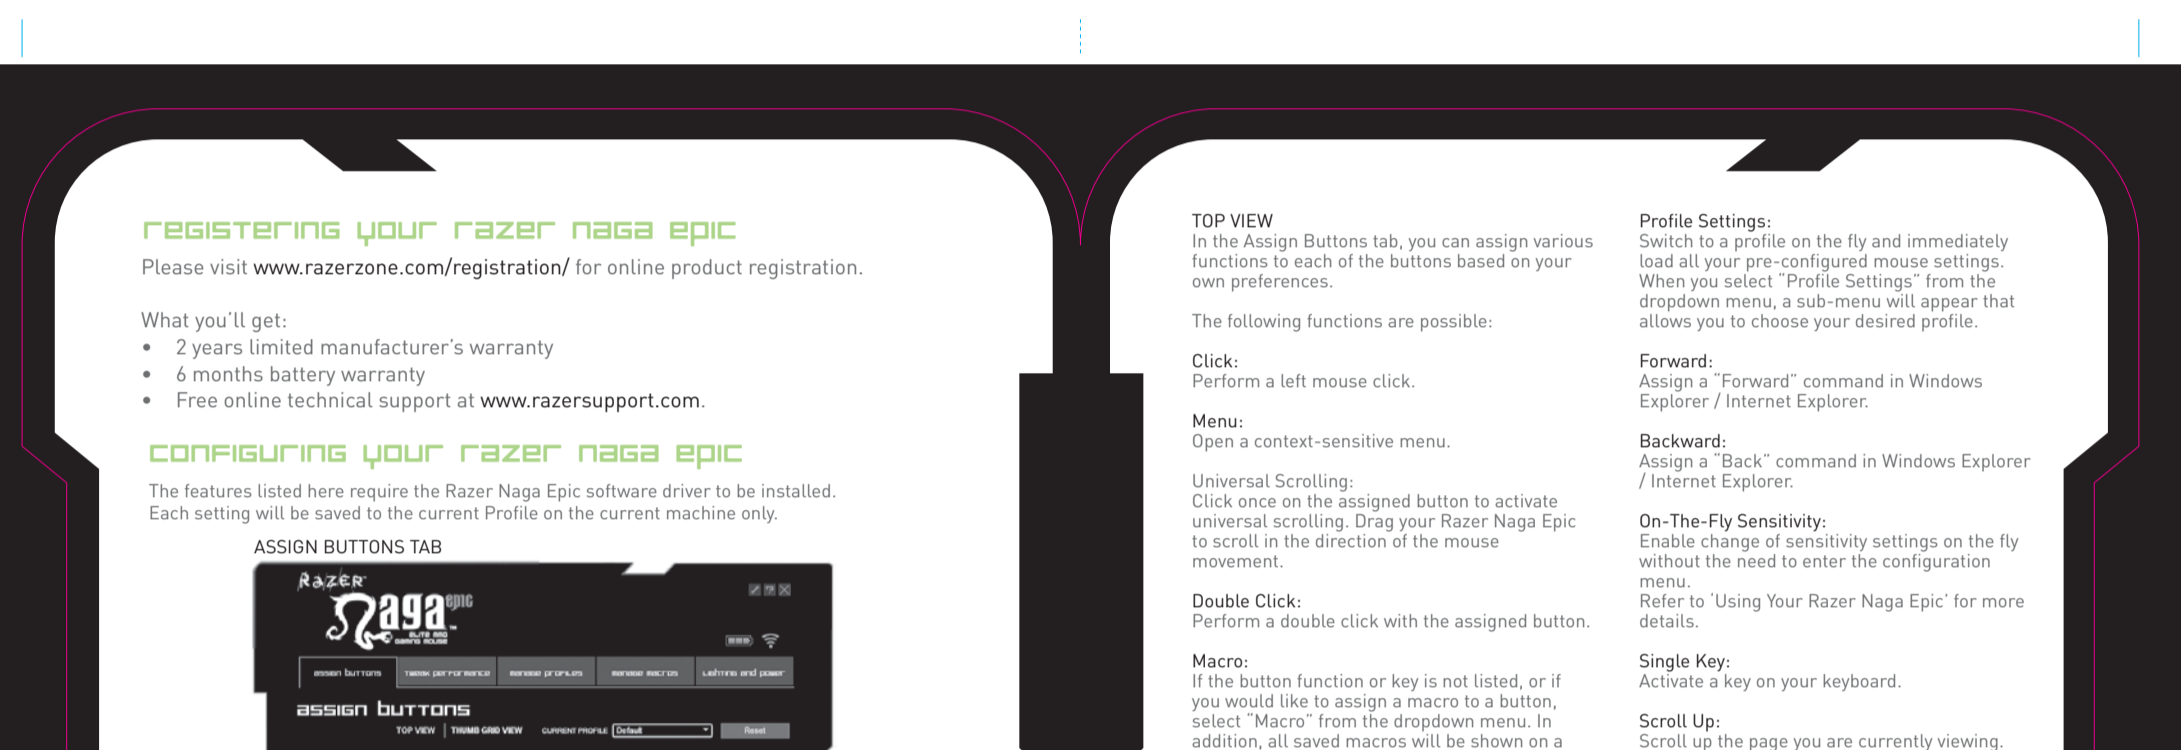 REGISTERING YOUR RAZER NAGA EPIC
Please visit www.razerzone.com/registration/ for online product registration.
What you'll get:
• 2 years limited manufacturer's warranty
• 6 months battery warranty
• Free online technical support at www.razersupport.com.
CONFIGURING YOUR RAZER NAGA EPIC
The features listed here require the Razer Naga Epic software driver to be installed.
Each setting will be saved to the current Profile on the current machine only.
ASSIGN BUTTONS TAB
RAZER™
Naga epic™
ELITE MMO
GAMING MOUSE
assign buttons
tweak performance
manage profiles
manage macros
Lighting and power
assign buttons
TOP VIEW | THUMB GRID VIEW CURRENT PROFILE Default Reset
TOP VIEW
In the Assign Buttons tab, you can assign various
functions to each of the buttons based on your
own preferences.
The following functions are possible:
Click:
Perform a left mouse click.
Menu:
Open a context-sensitive menu.
Universal Scrolling:
Click once on the assigned button to activate
universal scrolling. Drag your Razer Naga Epic
to scroll in the direction of the mouse
movement.
Double Click:
Perform a double click with the assigned button.
Macro:
If the button function or key is not listed, or if
you would like to assign a macro to a button,
select "Macro" from the dropdown menu. In
addition, all saved macros will be shown on a
Profile Settings:
Switch to a profile on the fly and immediately
load all your pre-configured mouse settings.
When you select "Profile Settings" from the
dropdown menu, a sub-menu will appear that
allows you to choose your desired profile.
Forward:
Assign a "Forward" command in Windows
Explorer / Internet Explorer.
Backward:
Assign a "Back" command in Windows Explorer
/ Internet Explorer.
On-The-Fly Sensitivity:
Enable change of sensitivity settings on the fly
without the need to enter the configuration
menu.
Refer to 'Using Your Razer Naga Epic' for more
details.
Single Key:
Activate a key on your keyboard.
Scroll Up:
Scroll up the page you are currently viewing.